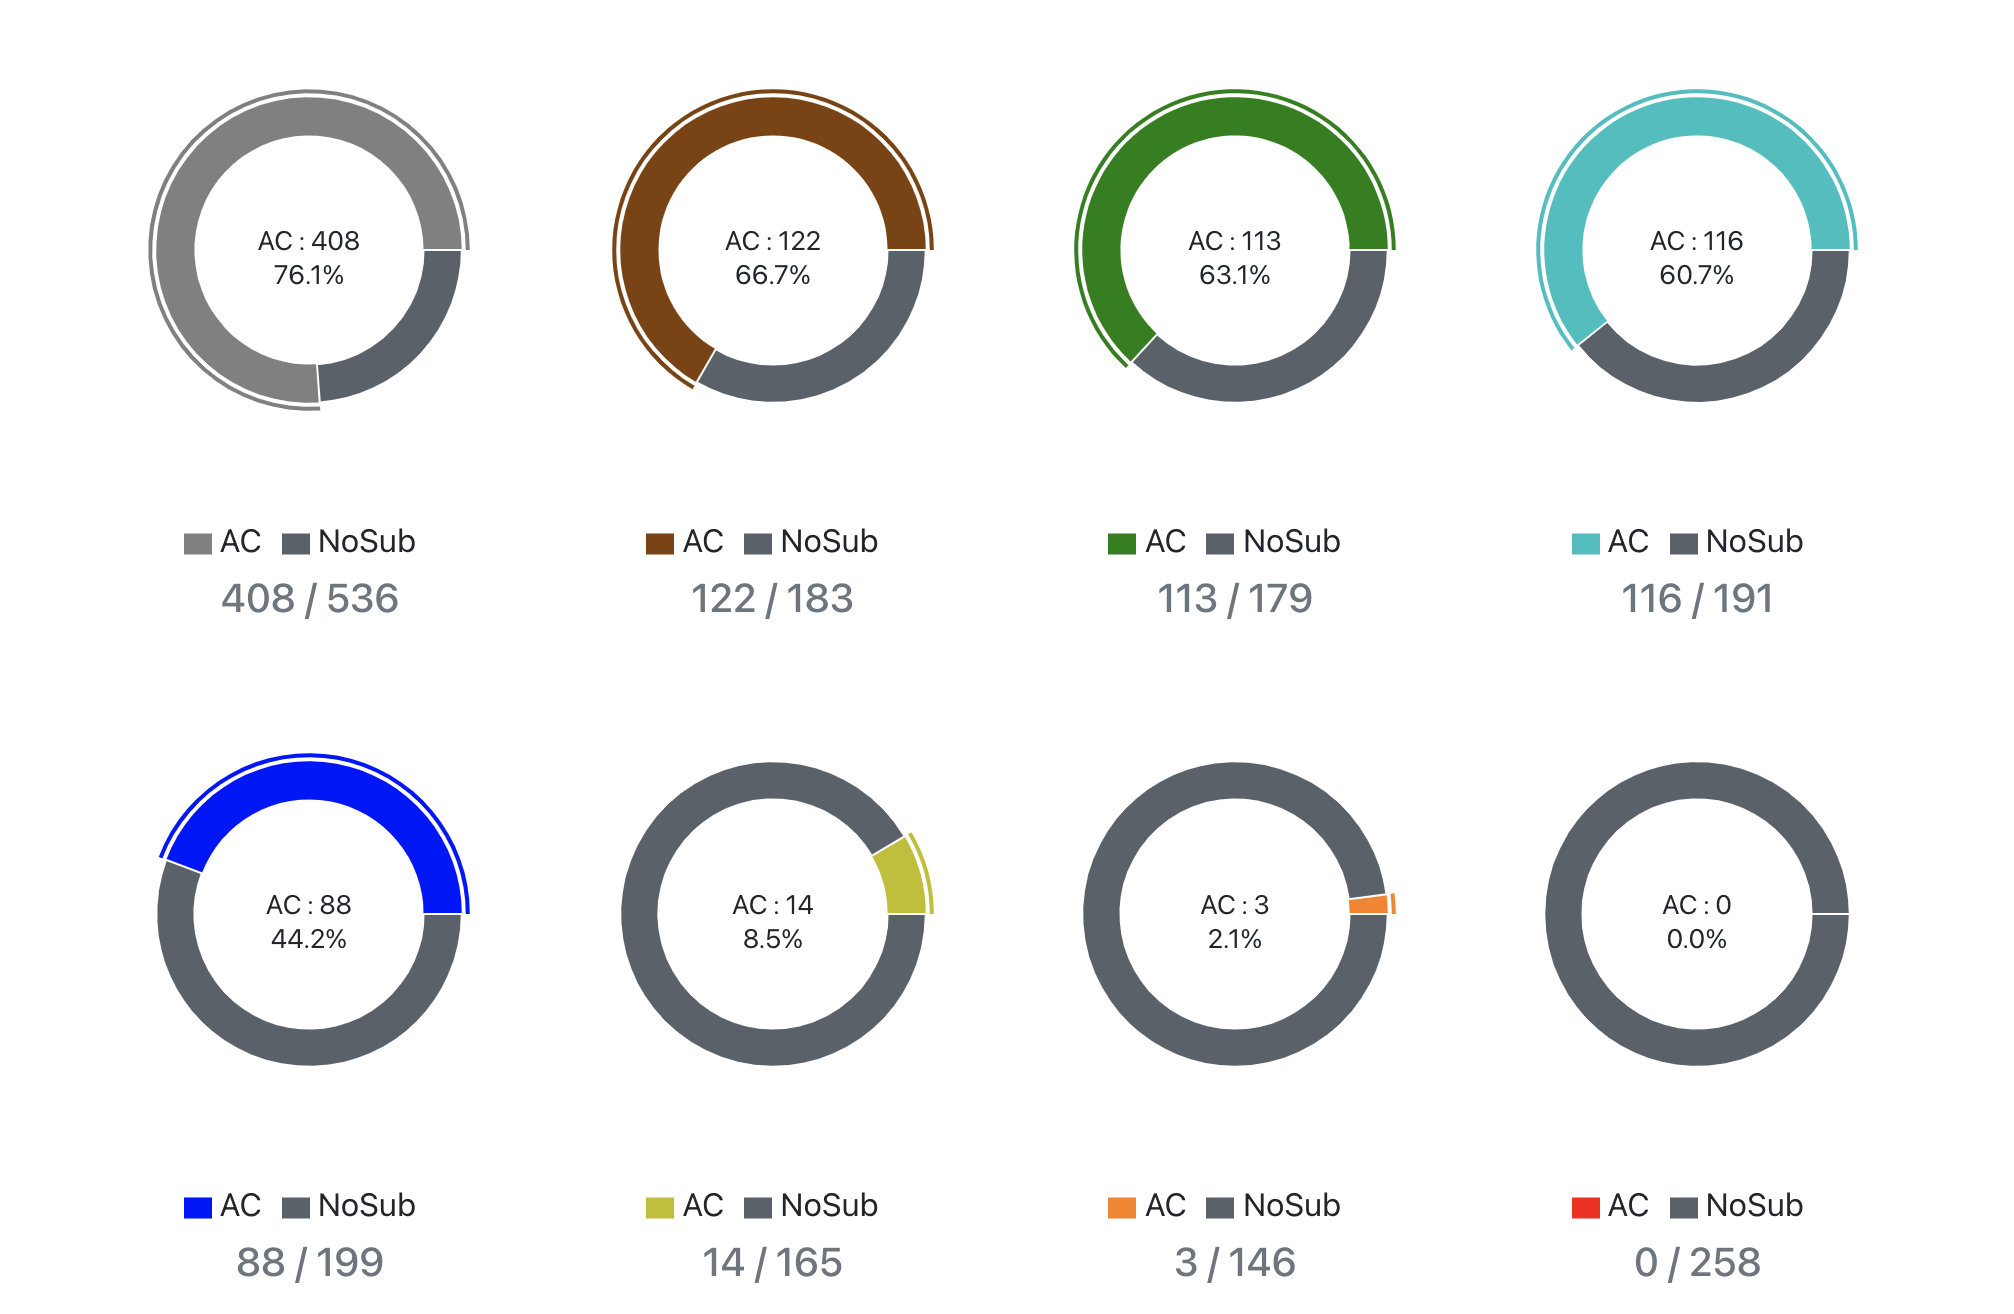 AC : 408
76.1%
AC NoSub
408 / 536
AC : 122
66.7%
AC NoSub
122 / 183
AC : 113
63.1%
AC NoSub
113 / 179
AC : 116
60.7%
AC NoSub
116 / 191
AC : 88
44.2%
AC NoSub
88 / 199
AC : 14
8.5%
AC NoSub
14 / 165
AC : 3
2.1%
AC NoSub
3 / 146
AC : 0
0.0%
AC NoSub
0 / 258